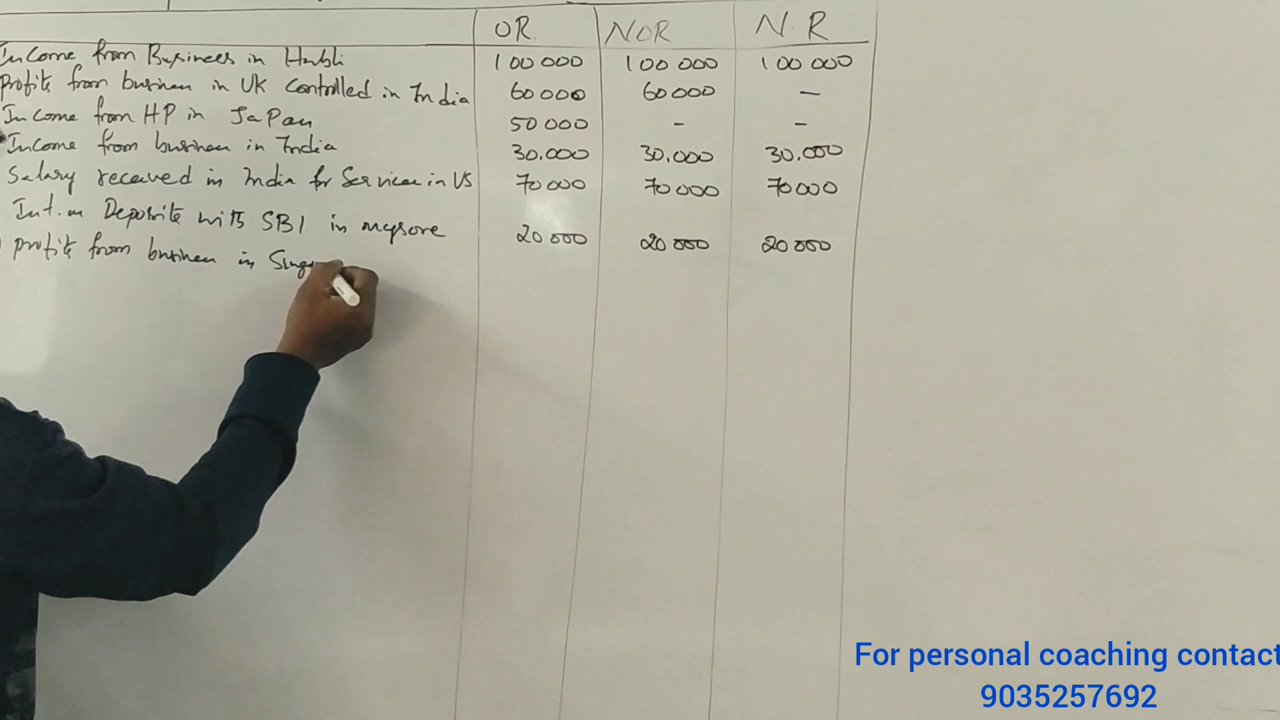 OR. NOR N.R
Income from Business in Hubli 100000 100000 100000
Profits from business in UK Controlled in India 60000 60000 —
Income from HP in JaPan 50000 - -
Income from business in India 30.000 30.000 30.000
Salary received in India for Services in US 70000 70000 70000
Int. on Deposits with SBI in mysore 20000 20000 20000
Profits from business in
For personal coaching contact
9035257692